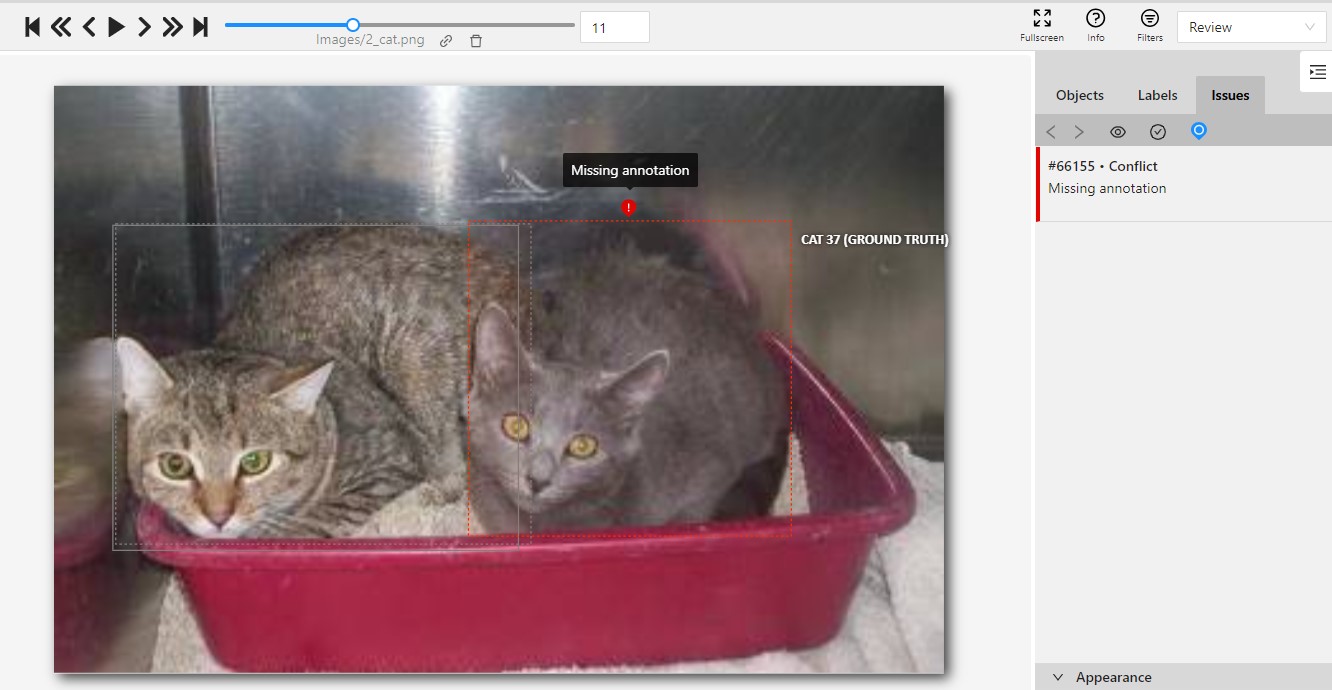 Images/2_cat.png
11
Fullscreen
Info
Filters
Review
Objects
Labels
Issues
#66155 • Conflict
Missing annotation
Missing annotation
!
CAT 37 (GROUND TRUTH)
Appearance